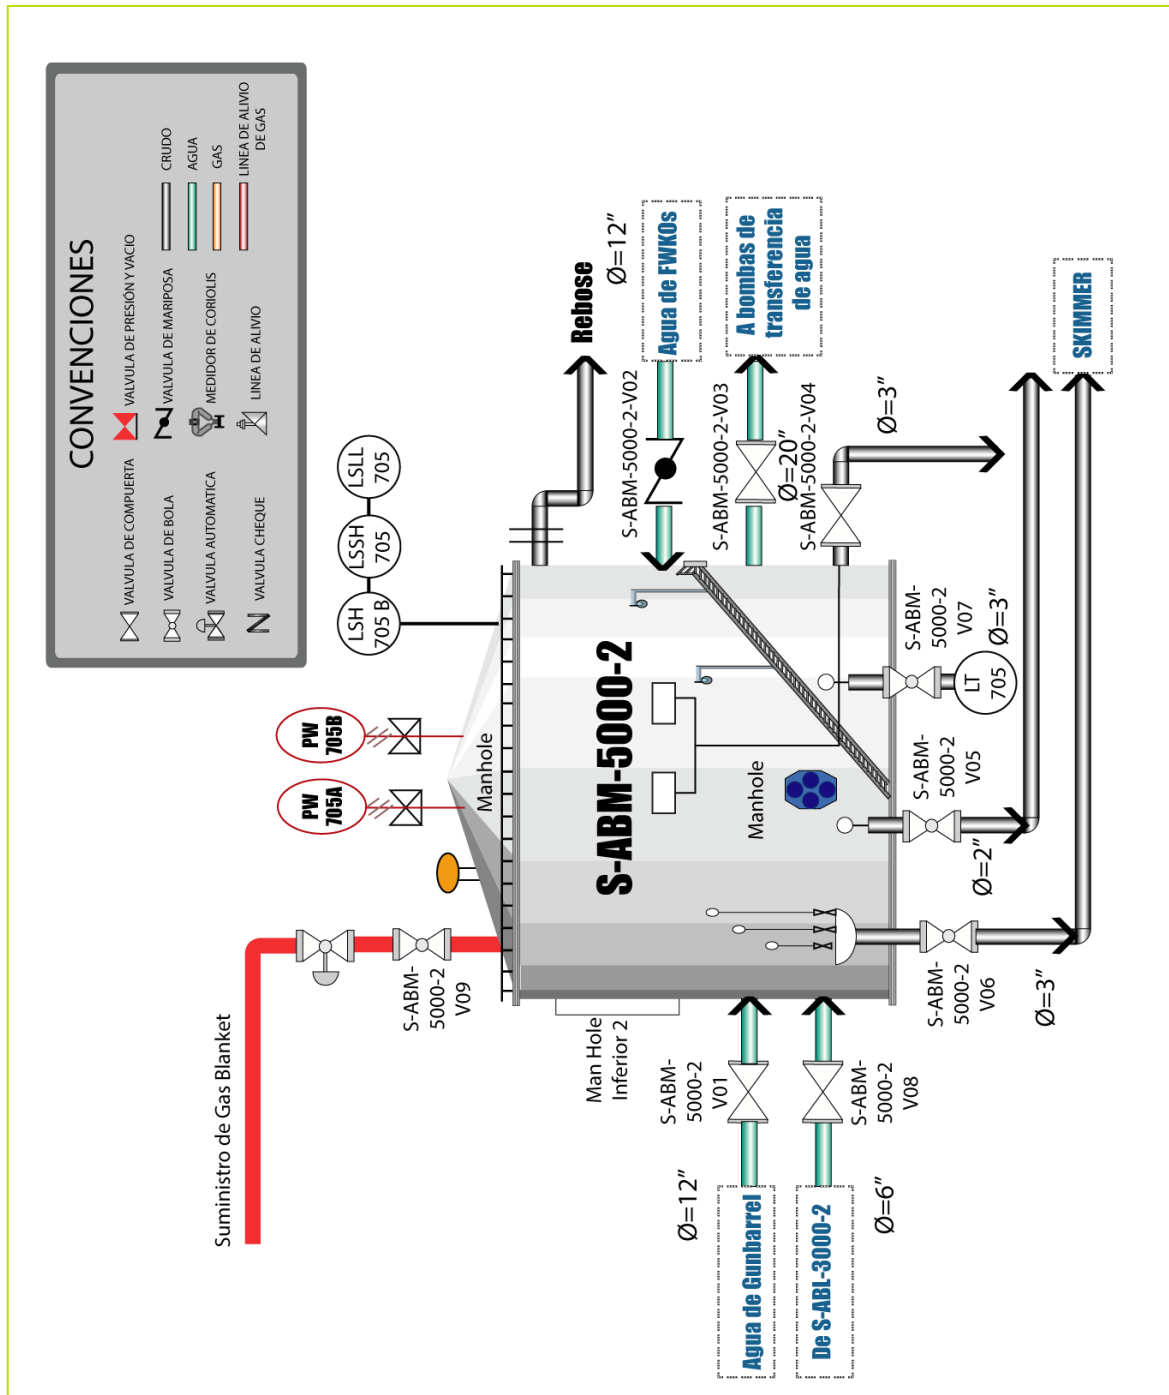 CONVENCIONES
VALVULA DE COMPUERTA
VALVULA DE BOLA
VALVULA AUTOMATICA
VALVULA CHEQUE
VALVULA DE PRESIÓN Y VACIO
VALVULA DE MARIPOSA
MEDIDOR DE CORIOLIS
LINEA DE ALIVIO
CRUDO
AGUA
GAS
LINEA DE ALIVIO
DE GAS
Suministro de Gas Blanket
S-ABM-
5000-2
V09
PW
705A
PW
705B
LSH
705 B
LSSH
705
LSLL
705
Manhole
Rebose
Ø=12”
Agua de FWKOs
S-ABM-5000-2-V02
A bombas de
transferencia
de agua
S-ABM-5000-2-V03
Ø=20”
S-ABM-5000-2-V04
Ø=3”
S-ABM-5000-2
Manhole
Man Hole
Inferior 2
S-ABM-
5000-2
V01
Ø=12”
Agua de Gunbarrel
S-ABM-
5000-2
V08
Ø=6”
De S-ABL-3000-2
S-ABM-
5000-2
V06
Ø=3”
S-ABM-
5000-2
V05
Ø=2”
S-ABM-
5000-2
V07
Ø=3”
LT
705
SKIMMER